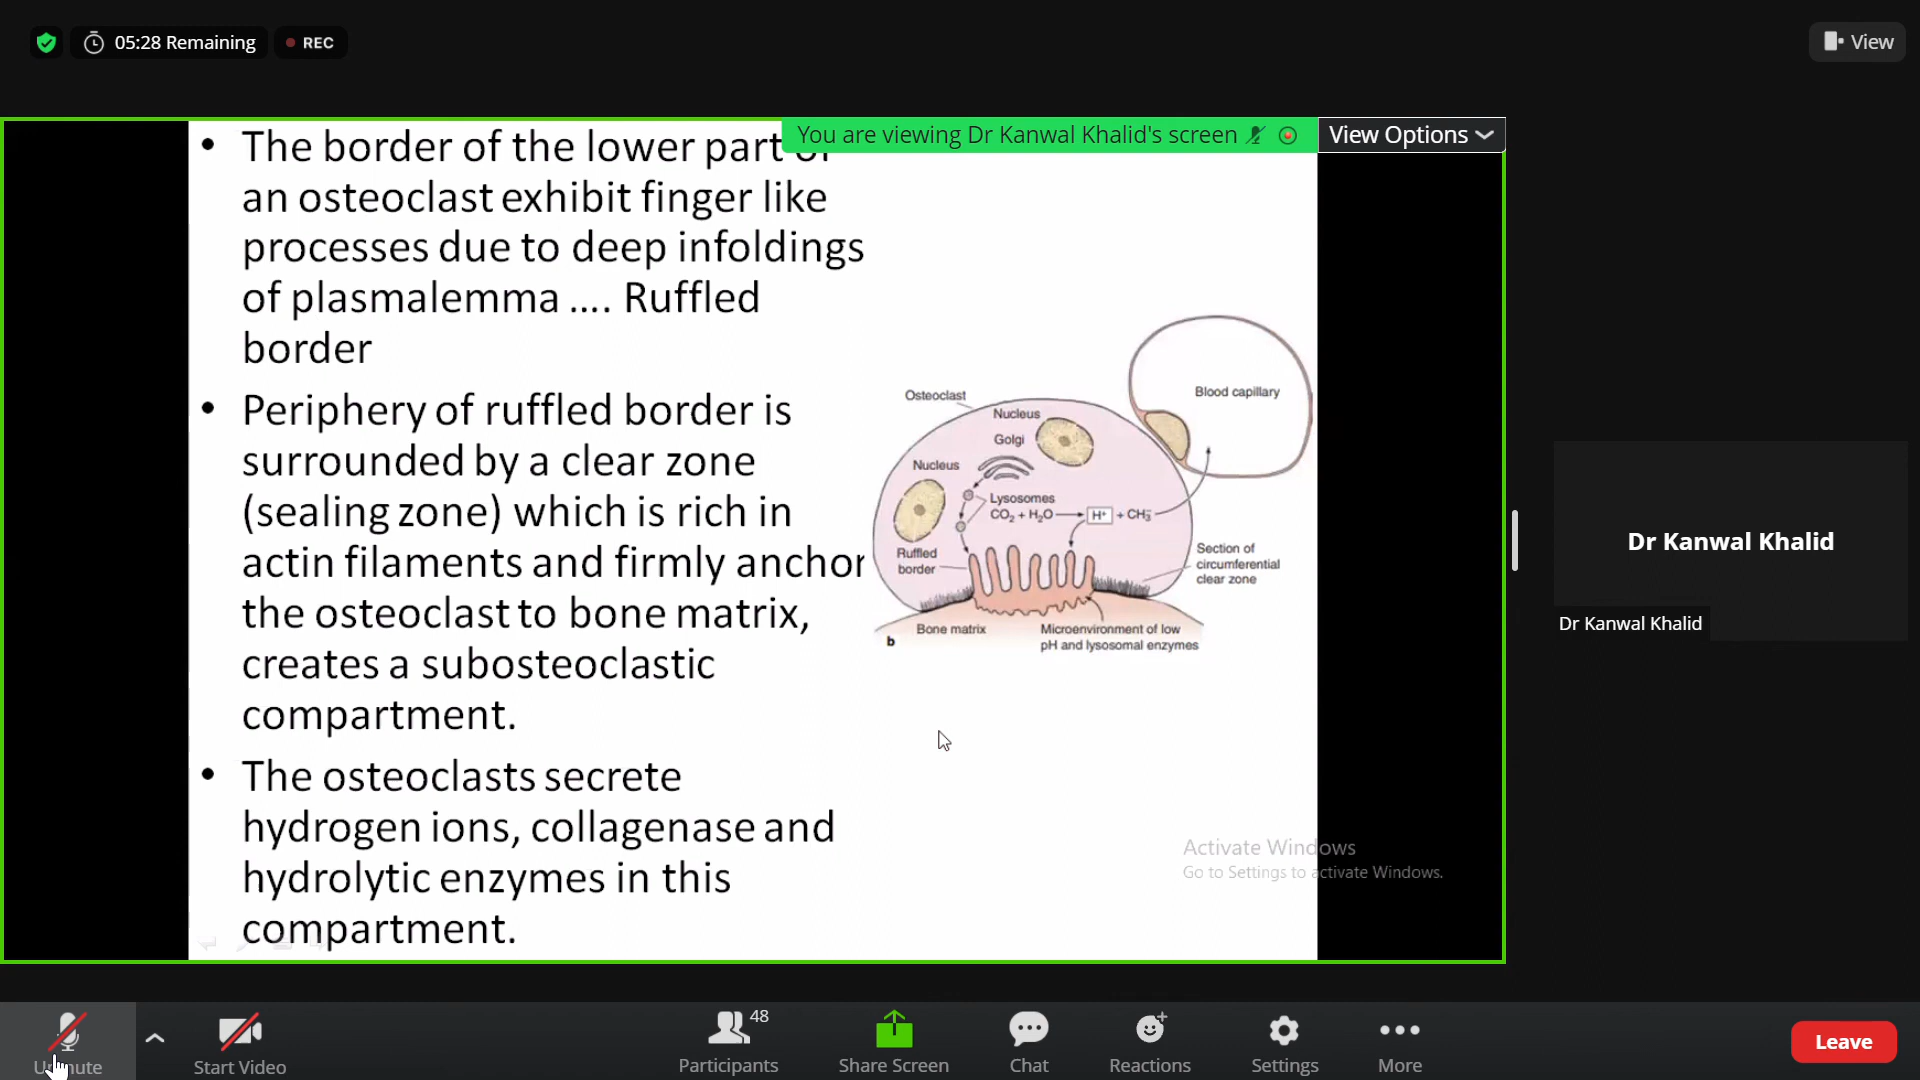 05:28 Remaining
REC
View
You are viewing Dr Kanwal Khalid's screen
View Options
• The border of the lower part of
an osteoclast exhibit finger like
processes due to deep infoldings
of plasmalemma .... Ruffled
border
• Periphery of ruffled border is
surrounded by a clear zone
(sealing zone) which is rich in
actin filaments and firmly anchor
the osteoclast to bone matrix,
creates a subosteoclastic
compartment.
• The osteoclasts secrete
hydrogen ions, collagenase and
hydrolytic enzymes in this
compartment.
Osteoclast
Nucleus
Golgi
Nucleus
Blood capillary
Lysosomes
CO₂ + H₂O
H⁺ + CH₃⁻
Ruffled
border
Section of
circumferential
clear zone
Bone matrix
Microenvironment of low
pH and lysosomal enzymes
b
Activate Windows
Go to Settings to activate Windows.
Dr Kanwal Khalid
Dr Kanwal Khalid
Unmute
Start Video
Participants
48
Share Screen
Chat
Reactions
Settings
More
Leave